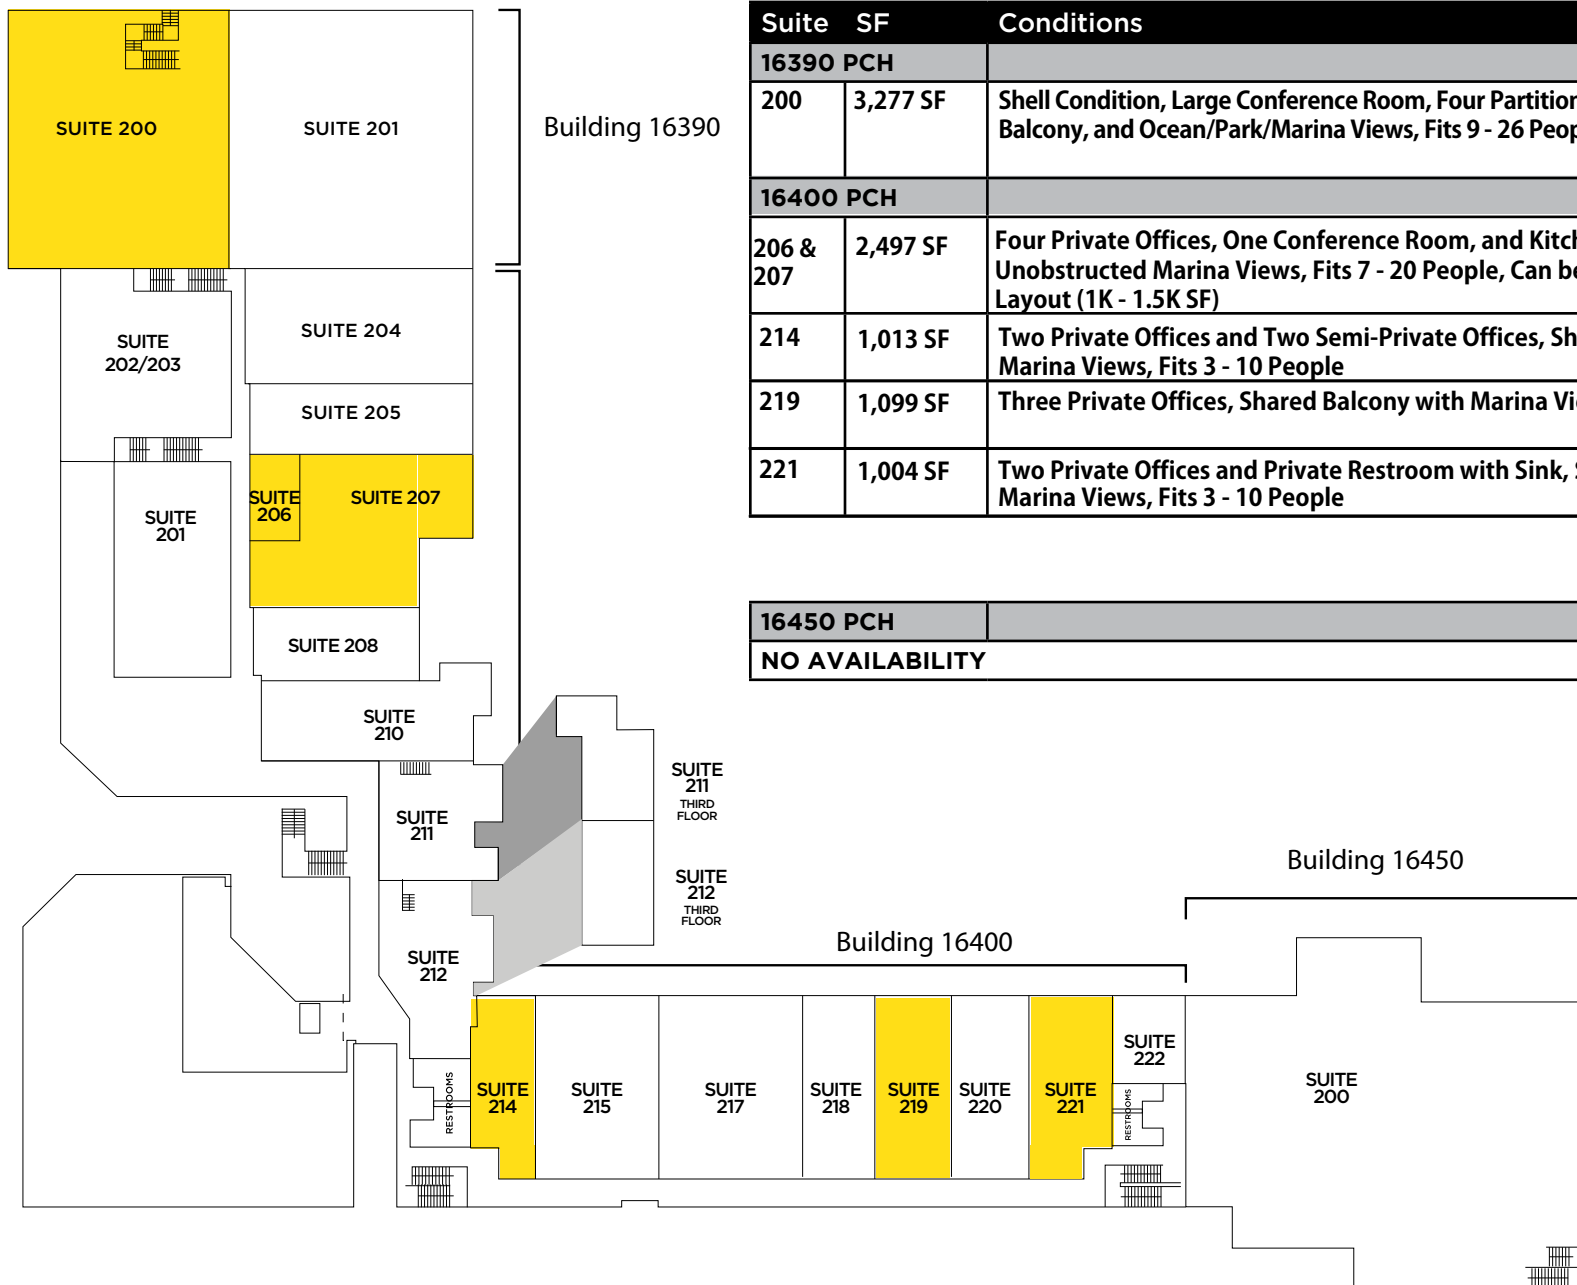 Suite SF Conditions
16390 PCH
200 3,277 SF Shell Condition, Large Conference Room, Four Partition
Balcony, and Ocean/Park/Marina Views, Fits 9 - 26 Peop
16400 PCH
206 & 207 2,497 SF Four Private Offices, One Conference Room, and Kitch
Unobstructed Marina Views, Fits 7 - 20 People, Can be
Layout (1K - 1.5K SF)
214 1,013 SF Two Private Offices and Two Semi-Private Offices, Sh
Marina Views, Fits 3 - 10 People
219 1,099 SF Three Private Offices, Shared Balcony with Marina Vi
221 1,004 SF Two Private Offices and Private Restroom with Sink, S
Marina Views, Fits 3 - 10 People
16450 PCH
NO AVAILABILITY
SUITE 200
SUITE 201
Building 16390
SUITE
202/203
SUITE 204
SUITE 205
SUITE
206
SUITE 207
SUITE
201
SUITE 208
SUITE
210
SUITE
211
SUITE
211
THIRD
FLOOR
SUITE
212
THIRD
FLOOR
SUITE
212
Building 16400
Building 16450
RESTROOMS
SUITE
214
SUITE
215
SUITE
217
SUITE
218
SUITE
219
SUITE
220
SUITE
221
SUITE
222
RESTROOMS
SUITE
200